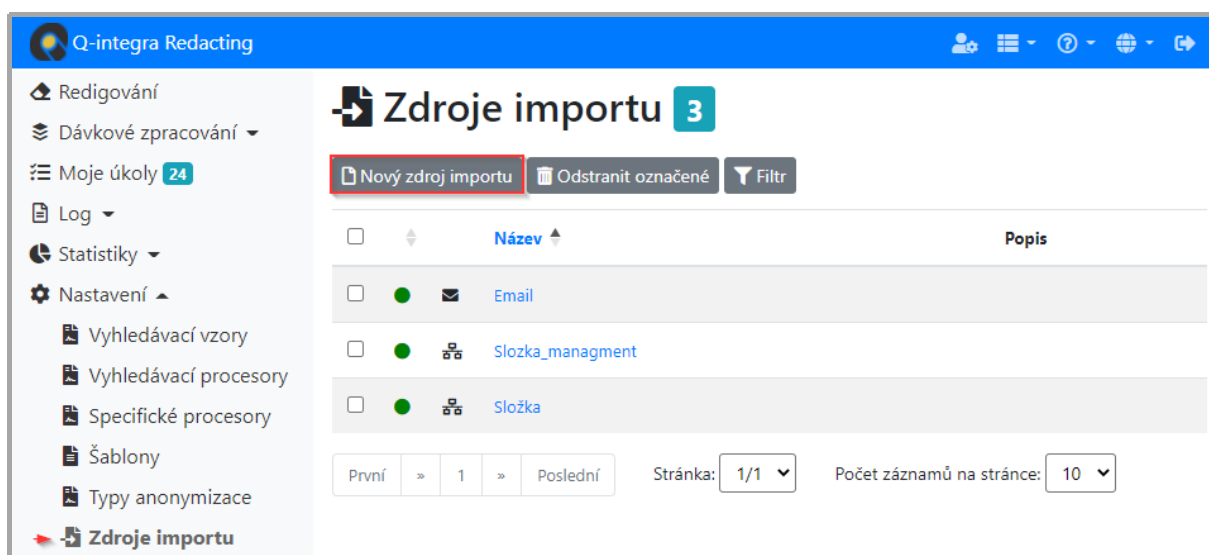 Q-integra Redacting
Redigování
Dávkové zpracování
Moje úkoly 24
Log
Statistiky
Nastavení
Vyhledávací vzory
Vyhledávací procesory
Specifické procesory
Šablony
Typy anonymizace
Zdroje importu
Zdroje importu 3
Nový zdroj importu Odstranit označené Filtr
Název Popis
Email
Slozka_managment
Složka
První » 1 » Poslední Stránka: 1/1 Počet záznamů na stránce: 10